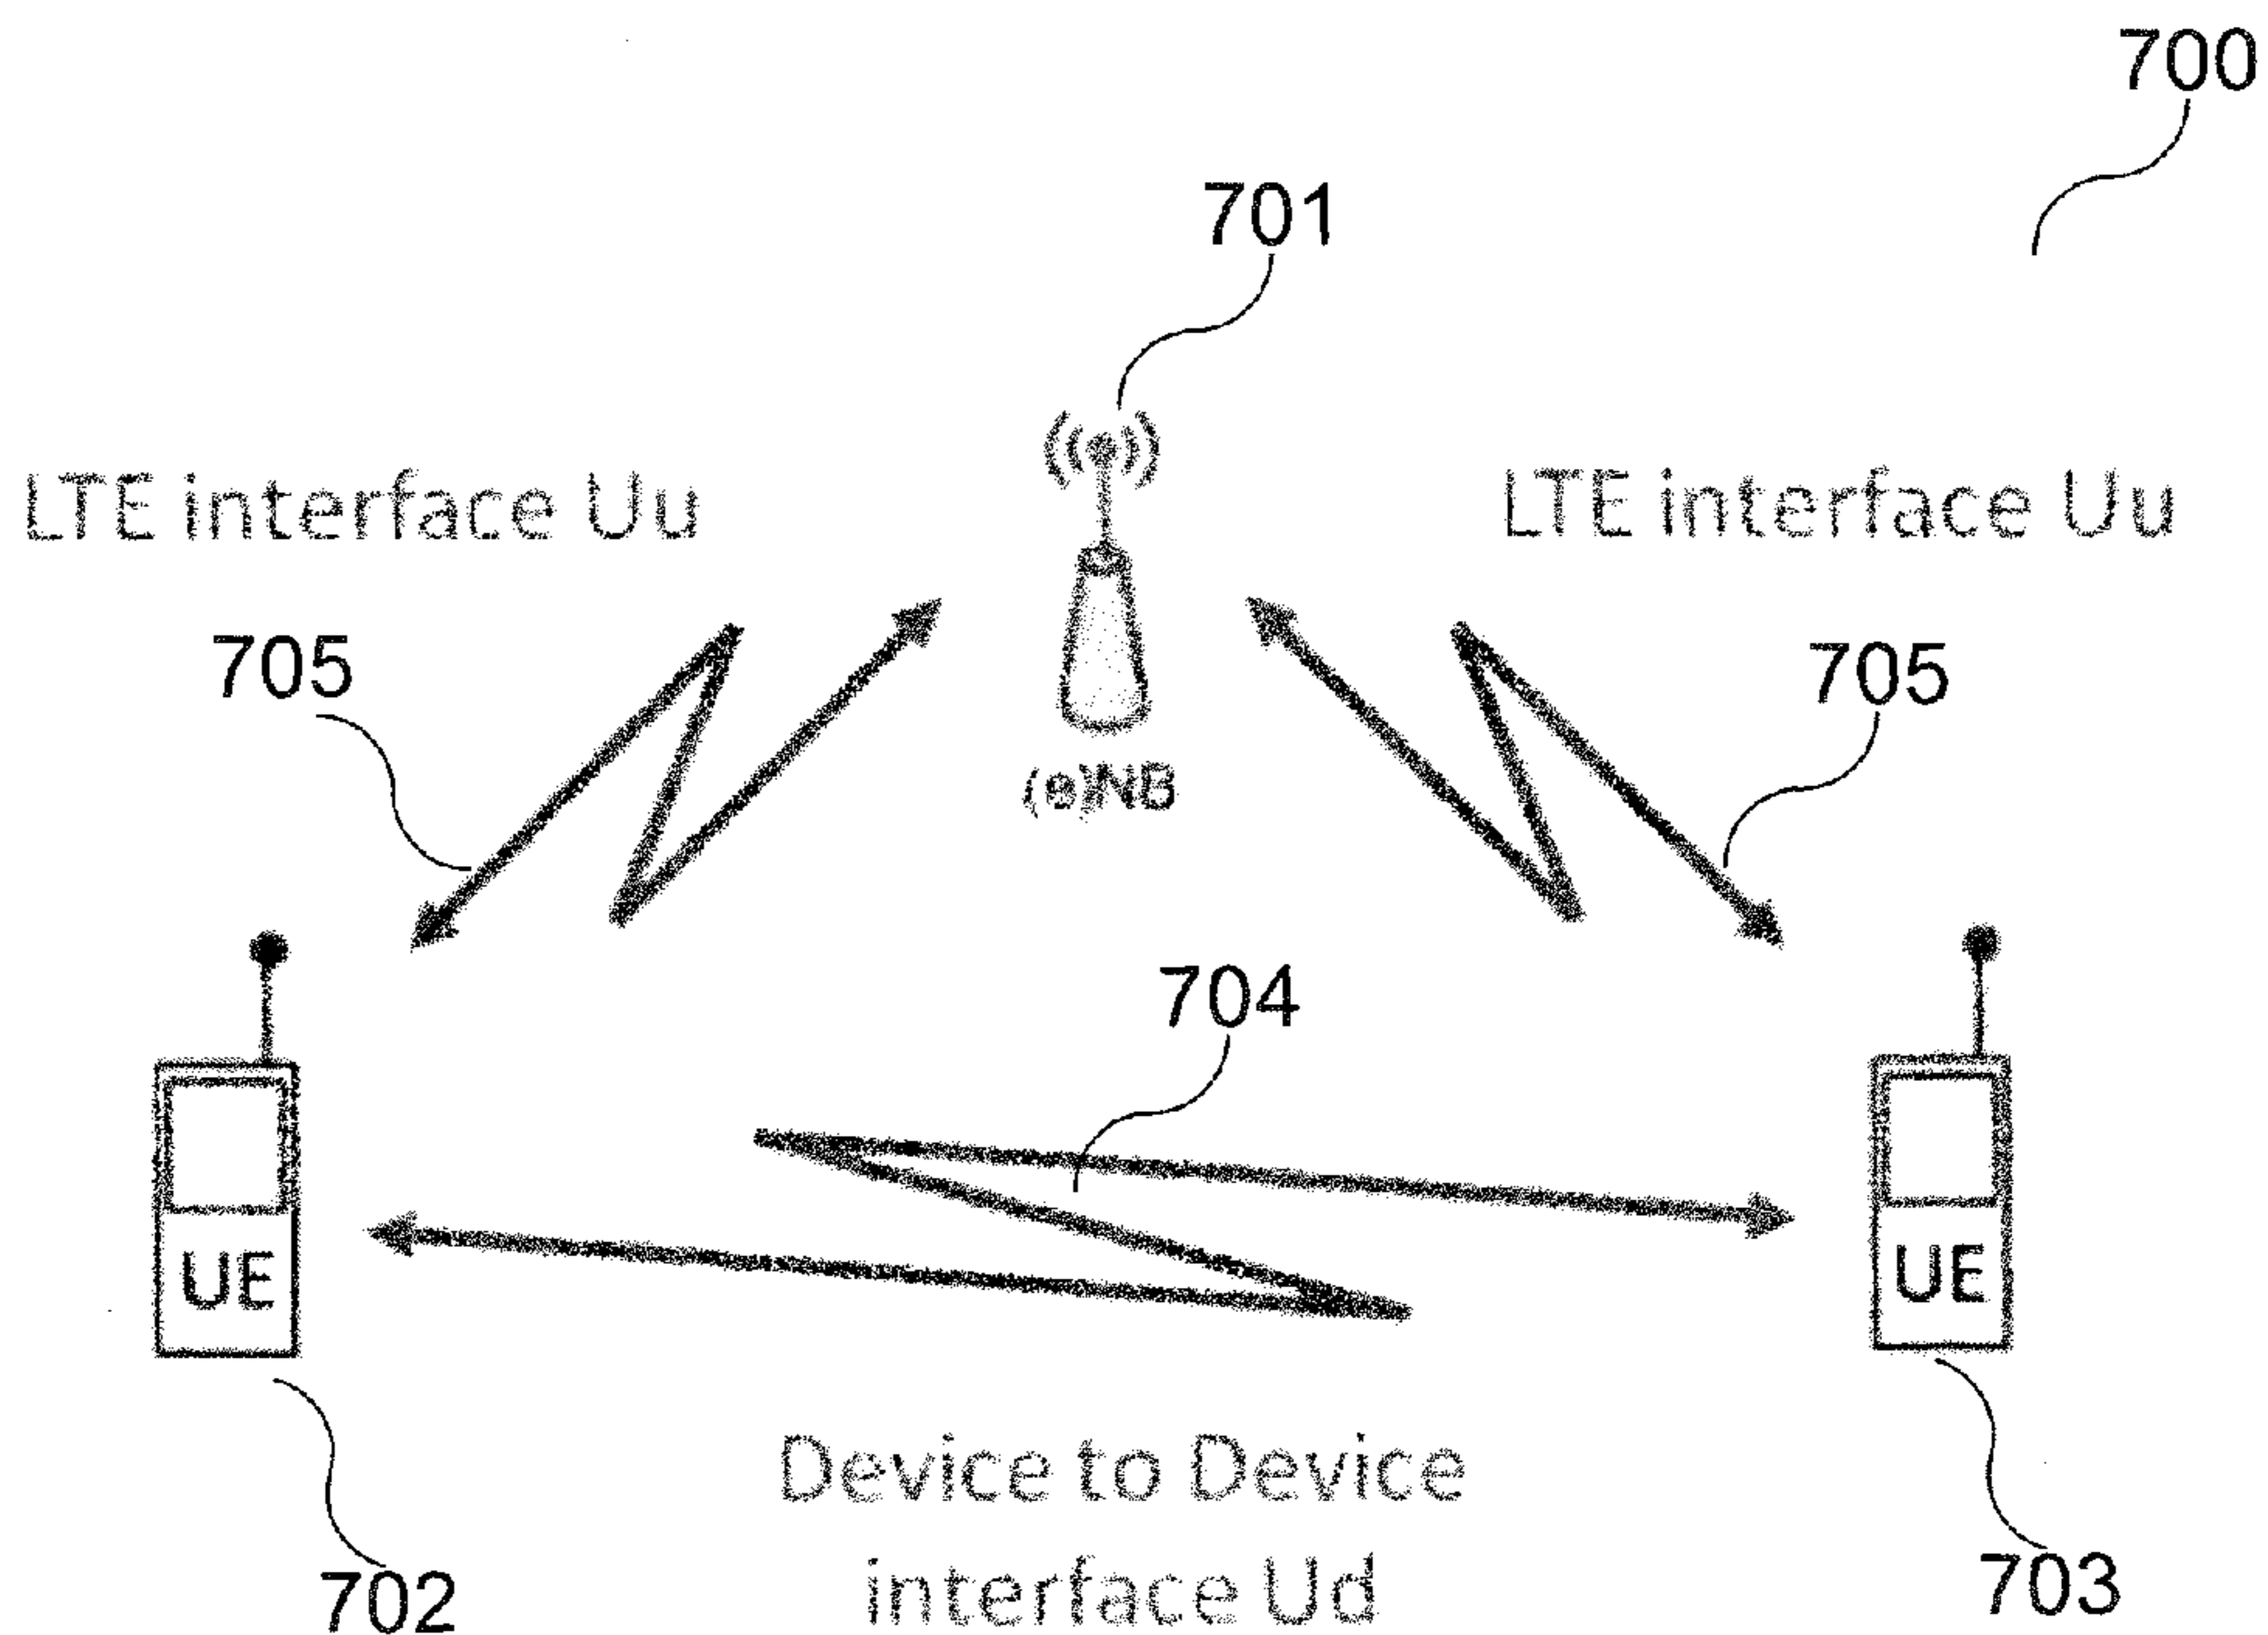 700
701
LTE interface Uu
LTE interface Uu
705
705
(e)NB
704
UE
UE
Device to Device
interface Ud
702
703